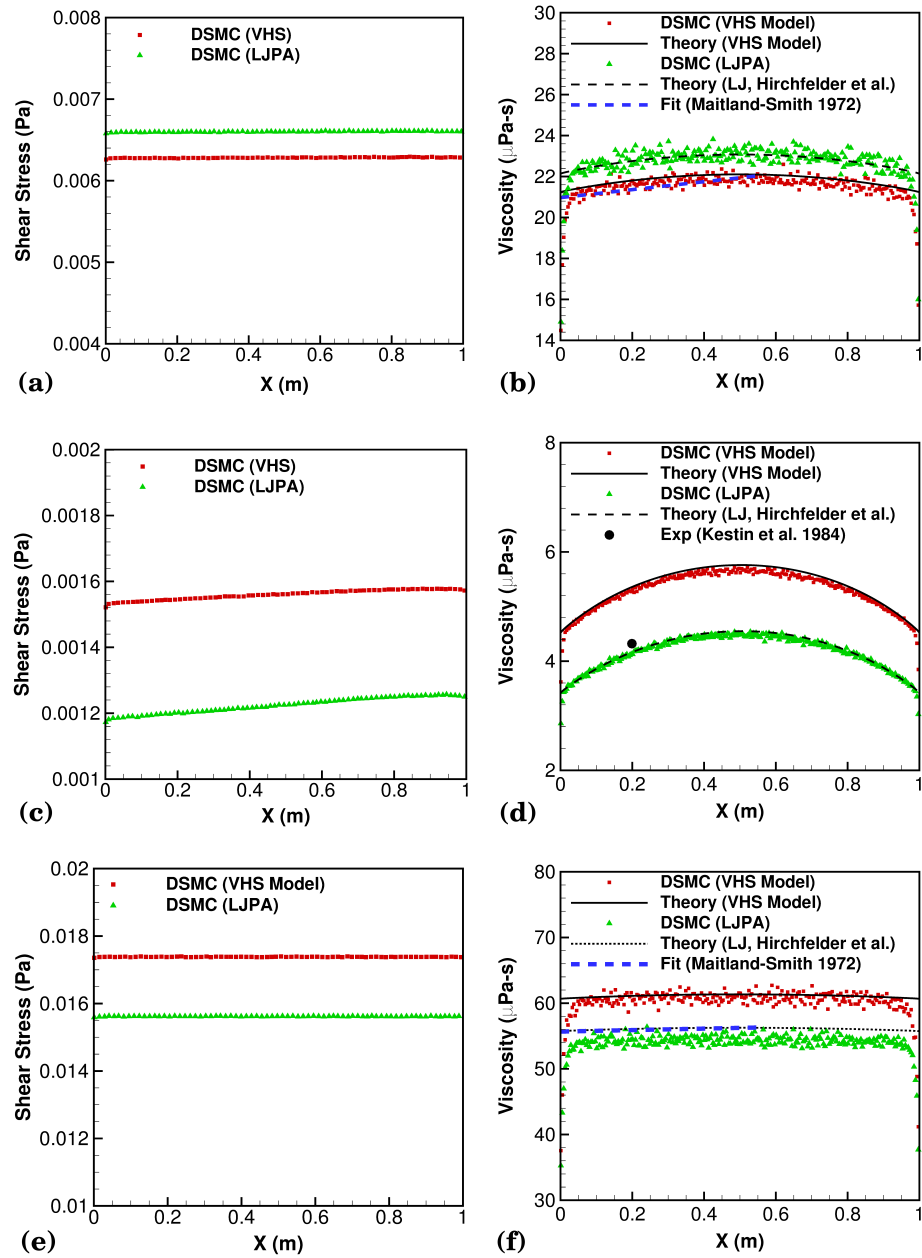 0.008
0.007
0.006
0.005
0.004
Shear Stress (Pa)
DSMC (VHS)
DSMC (LJPA)
0 0.2 0.4 0.6 0.8 1
X (m)
(a)
30
28
26
24
22
20
18
16
14
Viscosity (μPa-s)
DSMC (VHS Model)
Theory (VHS Model)
DSMC (LJPA)
Theory (LJ, Hirchfelder et al.)
Fit (Maitland-Smith 1972)
0 0.2 0.4 0.6 0.8 1
X (m)
(b)
0.002
0.0018
0.0016
0.0014
0.0012
0.001
Shear Stress (Pa)
DSMC (VHS)
DSMC (LJPA)
0 0.2 0.4 0.6 0.8 1
X (m)
(c)
8
6
4
2
Viscosity (μPa-s)
DSMC (VHS Model)
Theory (VHS Model)
DSMC (LJPA)
Theory (LJ, Hirchfelder et al.)
Exp (Kestin et al. 1984)
0 0.2 0.4 0.6 0.8 1
X (m)
(d)
0.02
0.018
0.016
0.014
0.012
0.01
Shear Stress (Pa)
DSMC (VHS Model)
DSMC (LJPA)
0 0.2 0.4 0.6 0.8 1
X (m)
(e)
80
70
60
50
40
30
Viscosity (μPa-s)
DSMC (VHS Model)
Theory (VHS Model)
DSMC (LJPA)
Theory (LJ, Hirchfelder et al.)
Fit (Maitland-Smith 1972)
0 0.2 0.4 0.6 0.8 1
X (m)
(f)